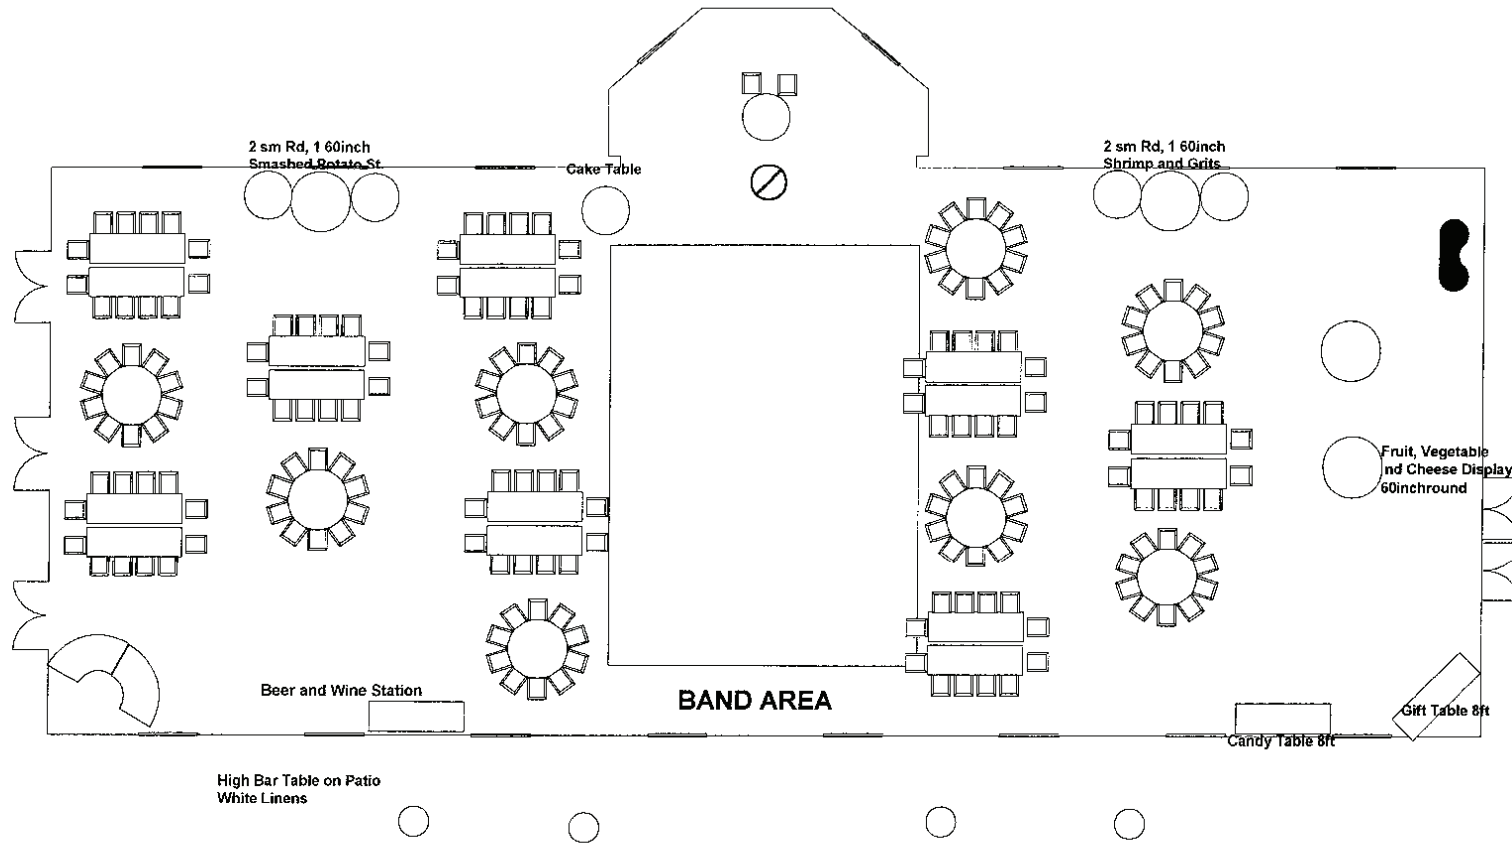 2 sm Rd, 1 60inch
Smashed Potato St.
Cake Table
2 sm Rd, 1 60inch
Shrimp and Grits
Fruit, Vegetable
nd Cheese Display
60inchround
Beer and Wine Station
BAND AREA
Gift Table 8ft
Candy Table 8ft
High Bar Table on Patio
White Linens